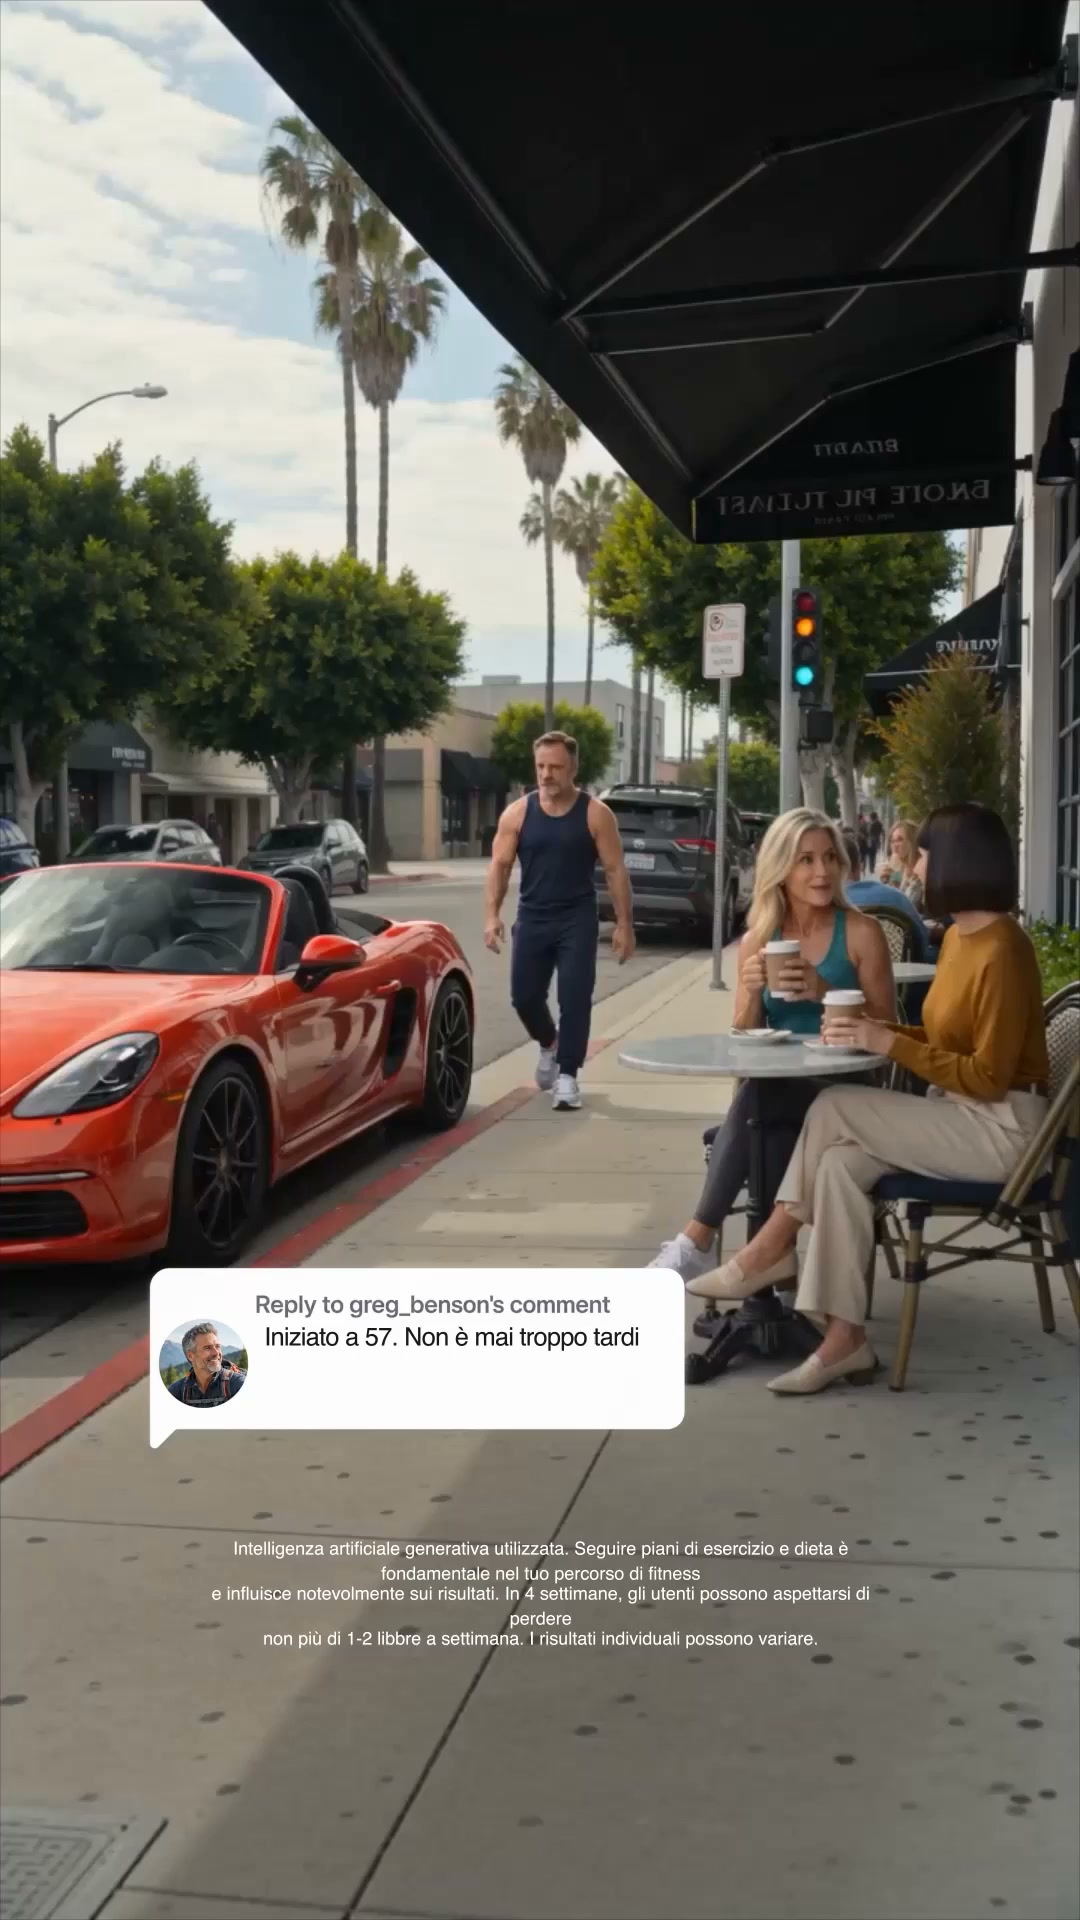 Reply to greg_benson's comment
Iniziato a 57. Non è mai troppo tardi
Intelligenza artificiale generativa utilizzata. Seguire piani di esercizio e dieta è
fondamentale nel tuo percorso di fitness
e influisce notevolmente sui risultati. In 4 settimane, gli utenti possono aspettarsi di
perdere
non più di 1-2 libbre a settimana. I risultati individuali possono variare.